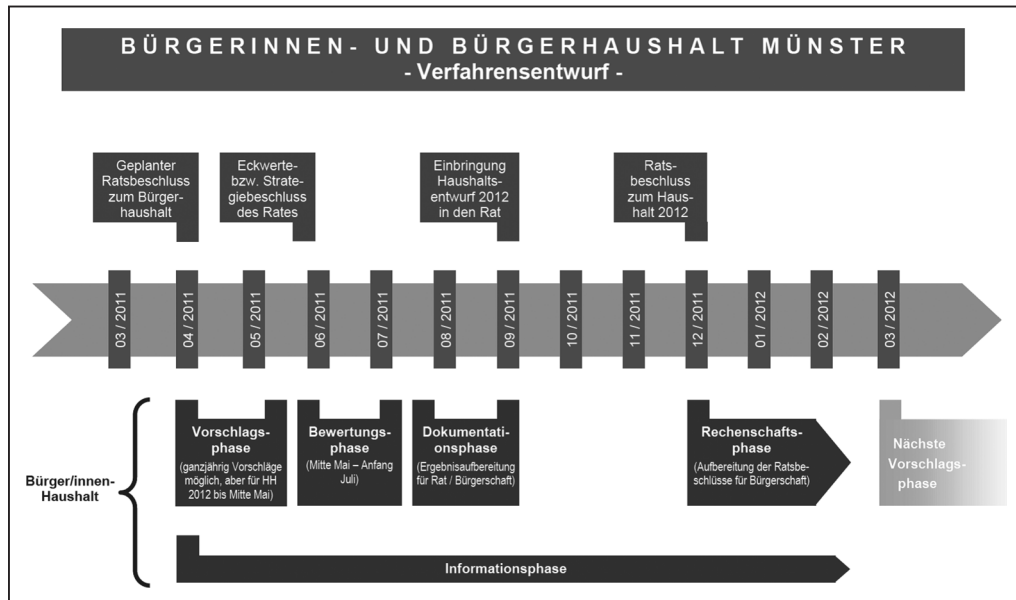 BÜRGERINNEN- UND BÜRGERHAUSHALT MÜNSTER
- Verfahrensentwurf -
Geplanter
Ratsbeschluss
zum Bürger-
haushalt
Eckwerte-
bzw. Strate-
giebeschluss
des Rates
Einbringung
Haushalts-
entwurf 2012
in den Rat
Rats-
beschluss
zum Haus-
halt 2012
03 / 2011
04 / 2011
05 / 2011
06 / 2011
07 / 2011
08 / 2011
09 / 2011
10 / 2011
11 / 2011
12 / 2011
01 / 2012
02 / 2012
03 / 2012
Bürger/innen-
Haushalt
Vorschlags-
phase
(ganzjährig Vorschläge
möglich, aber für HH
2012 bis Mitte Mai)
Bewertungs-
phase
(Mitte Mai – Anfang
Juli)
Dokumentati-
onsphase
(Ergebnisaufbereitung
für Rat / Bürgerschaft)
Rechenschafts-
phase
(Aufbereitung der Ratsbe-
schlüsse für Bürgerschaft)
Nächste
Vorschlags-
phase
Informationsphase